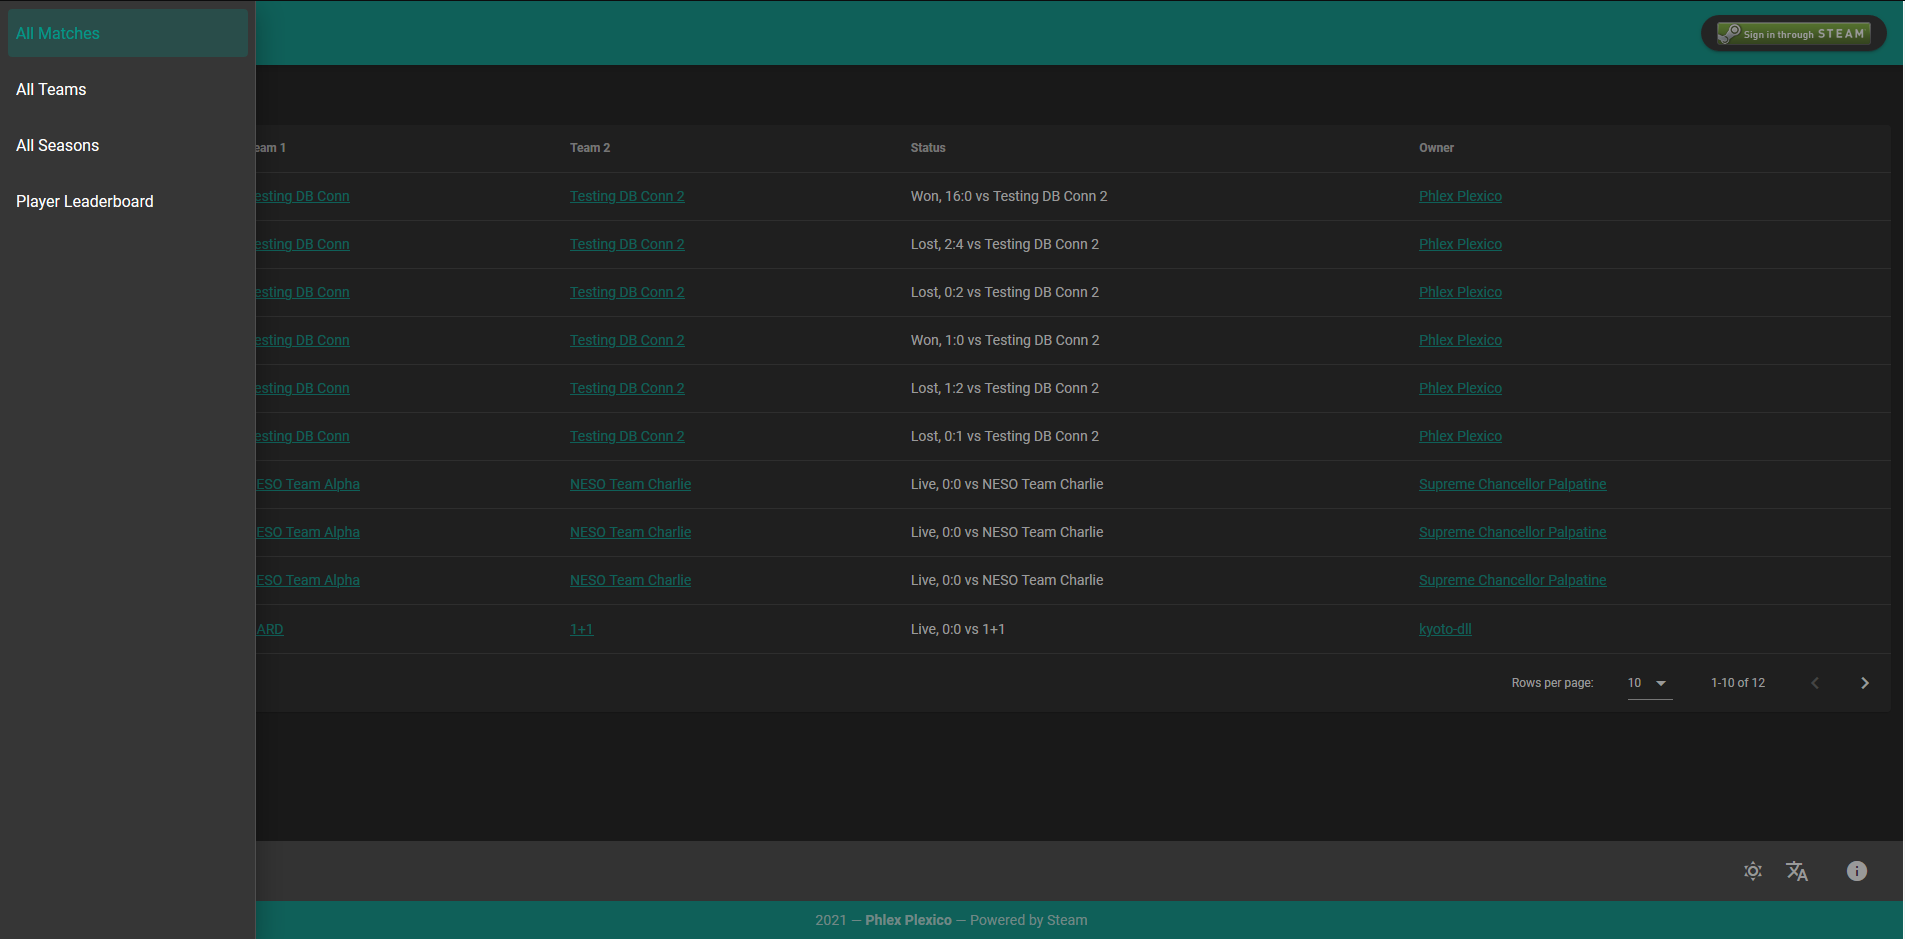 All Matches
All Teams
All Seasons
Player Leaderboard
Sign in through STEAM
eam 1 Team 2 Status Owner
esting DB Conn Testing DB Conn 2 Won, 16:0 vs Testing DB Conn 2 Phlex Plexico
esting DB Conn Testing DB Conn 2 Lost, 2:4 vs Testing DB Conn 2 Phlex Plexico
esting DB Conn Testing DB Conn 2 Lost, 0:2 vs Testing DB Conn 2 Phlex Plexico
esting DB Conn Testing DB Conn 2 Won, 1:0 vs Testing DB Conn 2 Phlex Plexico
esting DB Conn Testing DB Conn 2 Lost, 1:2 vs Testing DB Conn 2 Phlex Plexico
esting DB Conn Testing DB Conn 2 Lost, 0:1 vs Testing DB Conn 2 Phlex Plexico
ESO Team Alpha NESO Team Charlie Live, 0:0 vs NESO Team Charlie Supreme Chancellor Palpatine
ESO Team Alpha NESO Team Charlie Live, 0:0 vs NESO Team Charlie Supreme Chancellor Palpatine
ESO Team Alpha NESO Team Charlie Live, 0:0 vs NESO Team Charlie Supreme Chancellor Palpatine
ARD 1+1 Live, 0:0 vs 1+1 kyoto-dll
Rows per page: 10 1-10 of 12
2021 — Phlex Plexico — Powered by Steam